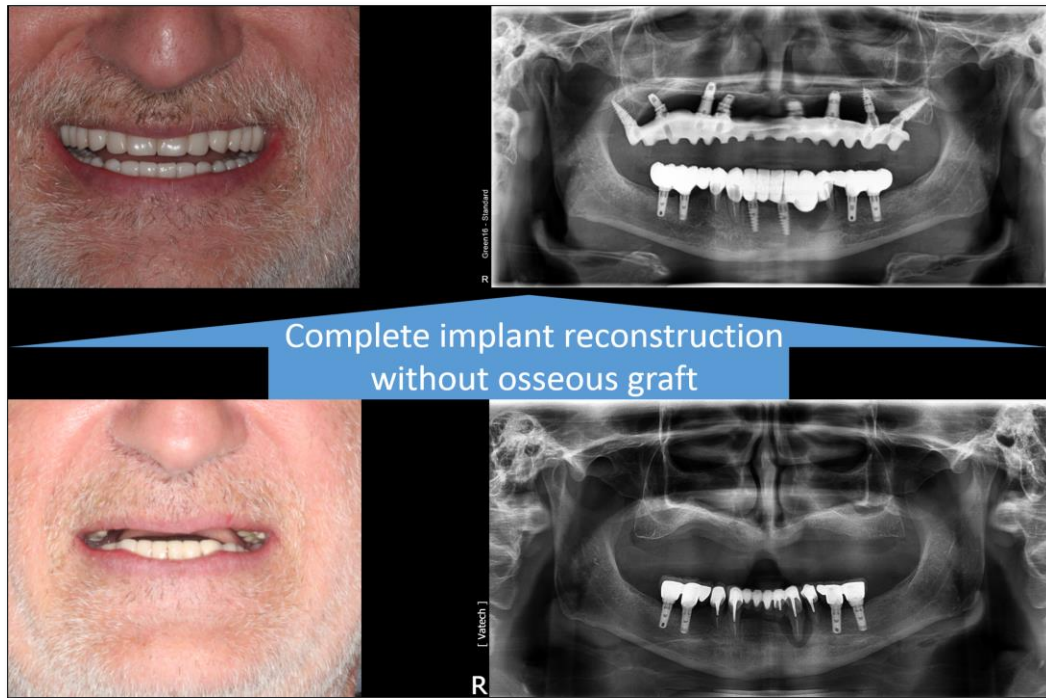 Green16 - Standard
R
Complete implant reconstruction
without osseous graft
[ Vatech ]
R